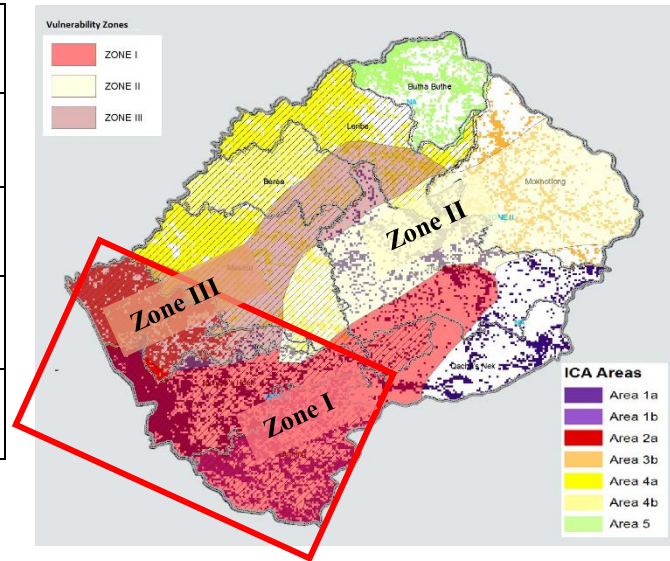 Vulnerability Zones
ZONE I
ZONE II
ZONE III
Butha Buthe
NA
Leribe
Berea
Mokhotlong
Zone II
Zone III
Zone I
Qacha's Nek
ICA Areas
Area 1a
Area 1b
Area 2a
Area 3b
Area 4a
Area 4b
Area 5